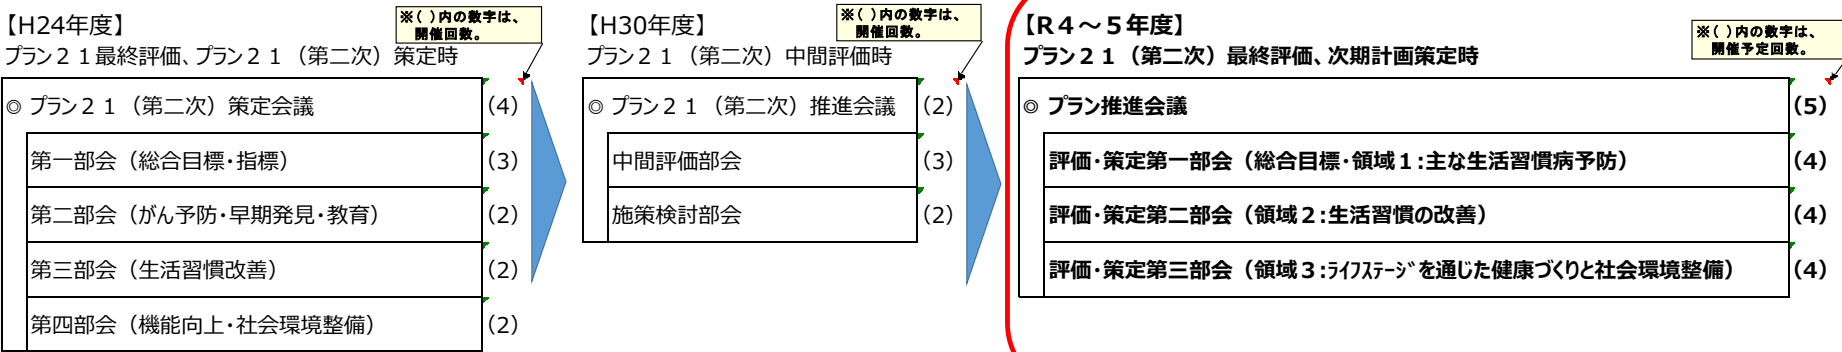 【H24年度】
※( )内の数字は、
開催回数。
プラン２１最終評価、プラン２１（第二次）策定時
◎ プラン２１（第二次）策定会議 (4)
第一部会（総合目標・指標） (3)
第二部会（がん予防・早期発見・教育） (2)
第三部会（生活習慣改善） (2)
第四部会（機能向上・社会環境整備） (2)
【H30年度】
※( )内の数字は、
開催回数。
プラン２１（第二次）中間評価時
◎ プラン２１（第二次）推進会議 (2)
中間評価部会 (3)
施策検討部会 (2)
【R４～５年度】
※( )内の数字は、
開催予定回数。
プラン２１（第二次）最終評価、次期計画策定時
◎ プラン推進会議 (5)
評価・策定第一部会（総合目標・領域１：主な生活習慣病予防） (4)
評価・策定第二部会（領域２：生活習慣の改善） (4)
評価・策定第三部会（領域３：ﾗｲﾌｽﾃｰｼﾞを通じた健康づくりと社会環境整備） (4)